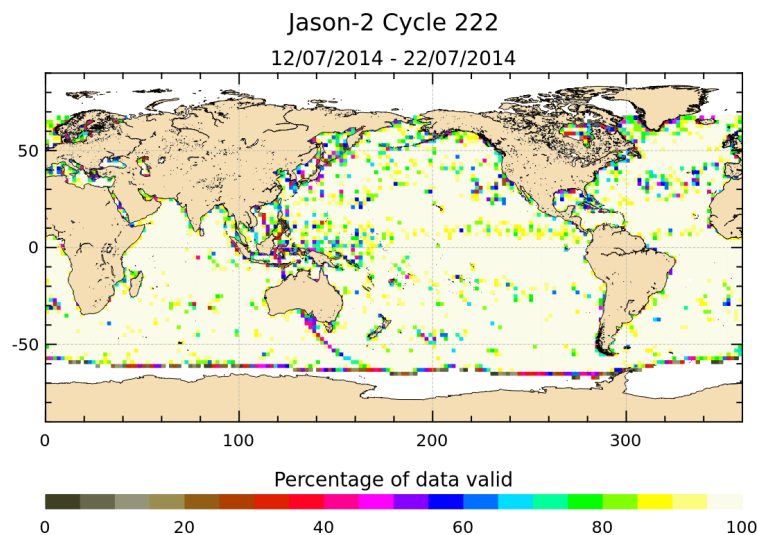 Jason-2 Cycle 222
12/07/2014 - 22/07/2014
50
0
-50
0 100 200 300
Percentage of data valid
0 20 40 60 80 100